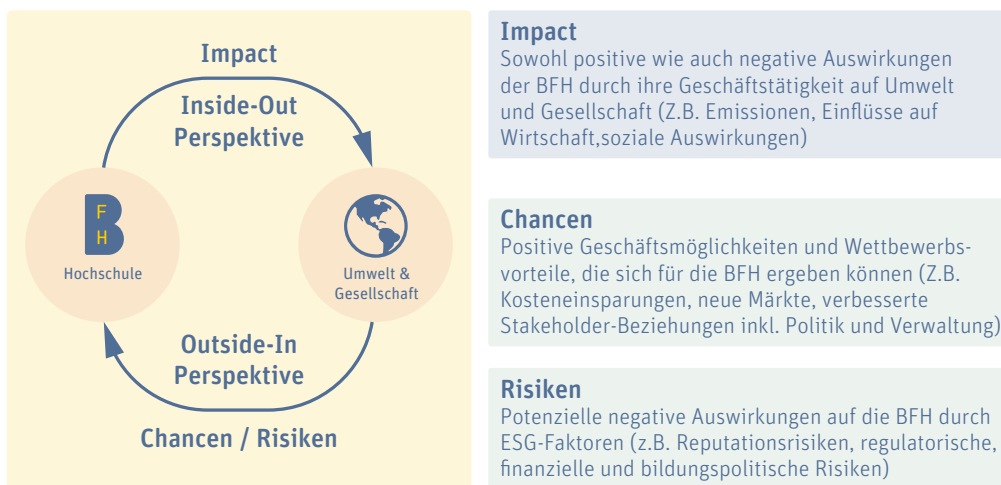 Impact
Inside-Out
Perspektive
B
F
H
Hochschule
Umwelt &
Gesellschaft
Outside-In
Perspektive
Chancen / Risiken
Impact
Sowohl positive wie auch negative Auswirkungen
der BFH durch ihre Geschäftstätigkeit auf Umwelt
und Gesellschaft (Z.B. Emissionen, Einflüsse auf
Wirtschaft,soziale Auswirkungen)
Chancen
Positive Geschäftsmöglichkeiten und Wettbewerbs-
vorteile, die sich für die BFH ergeben können (Z.B.
Kosteneinsparungen, neue Märkte, verbesserte
Stakeholder-Beziehungen inkl. Politik und Verwaltung)
Risiken
Potenzielle negative Auswirkungen auf die BFH durch
ESG-Faktoren (z.B. Reputationsrisiken, regulatorische,
finanzielle und bildungspolitische Risiken)